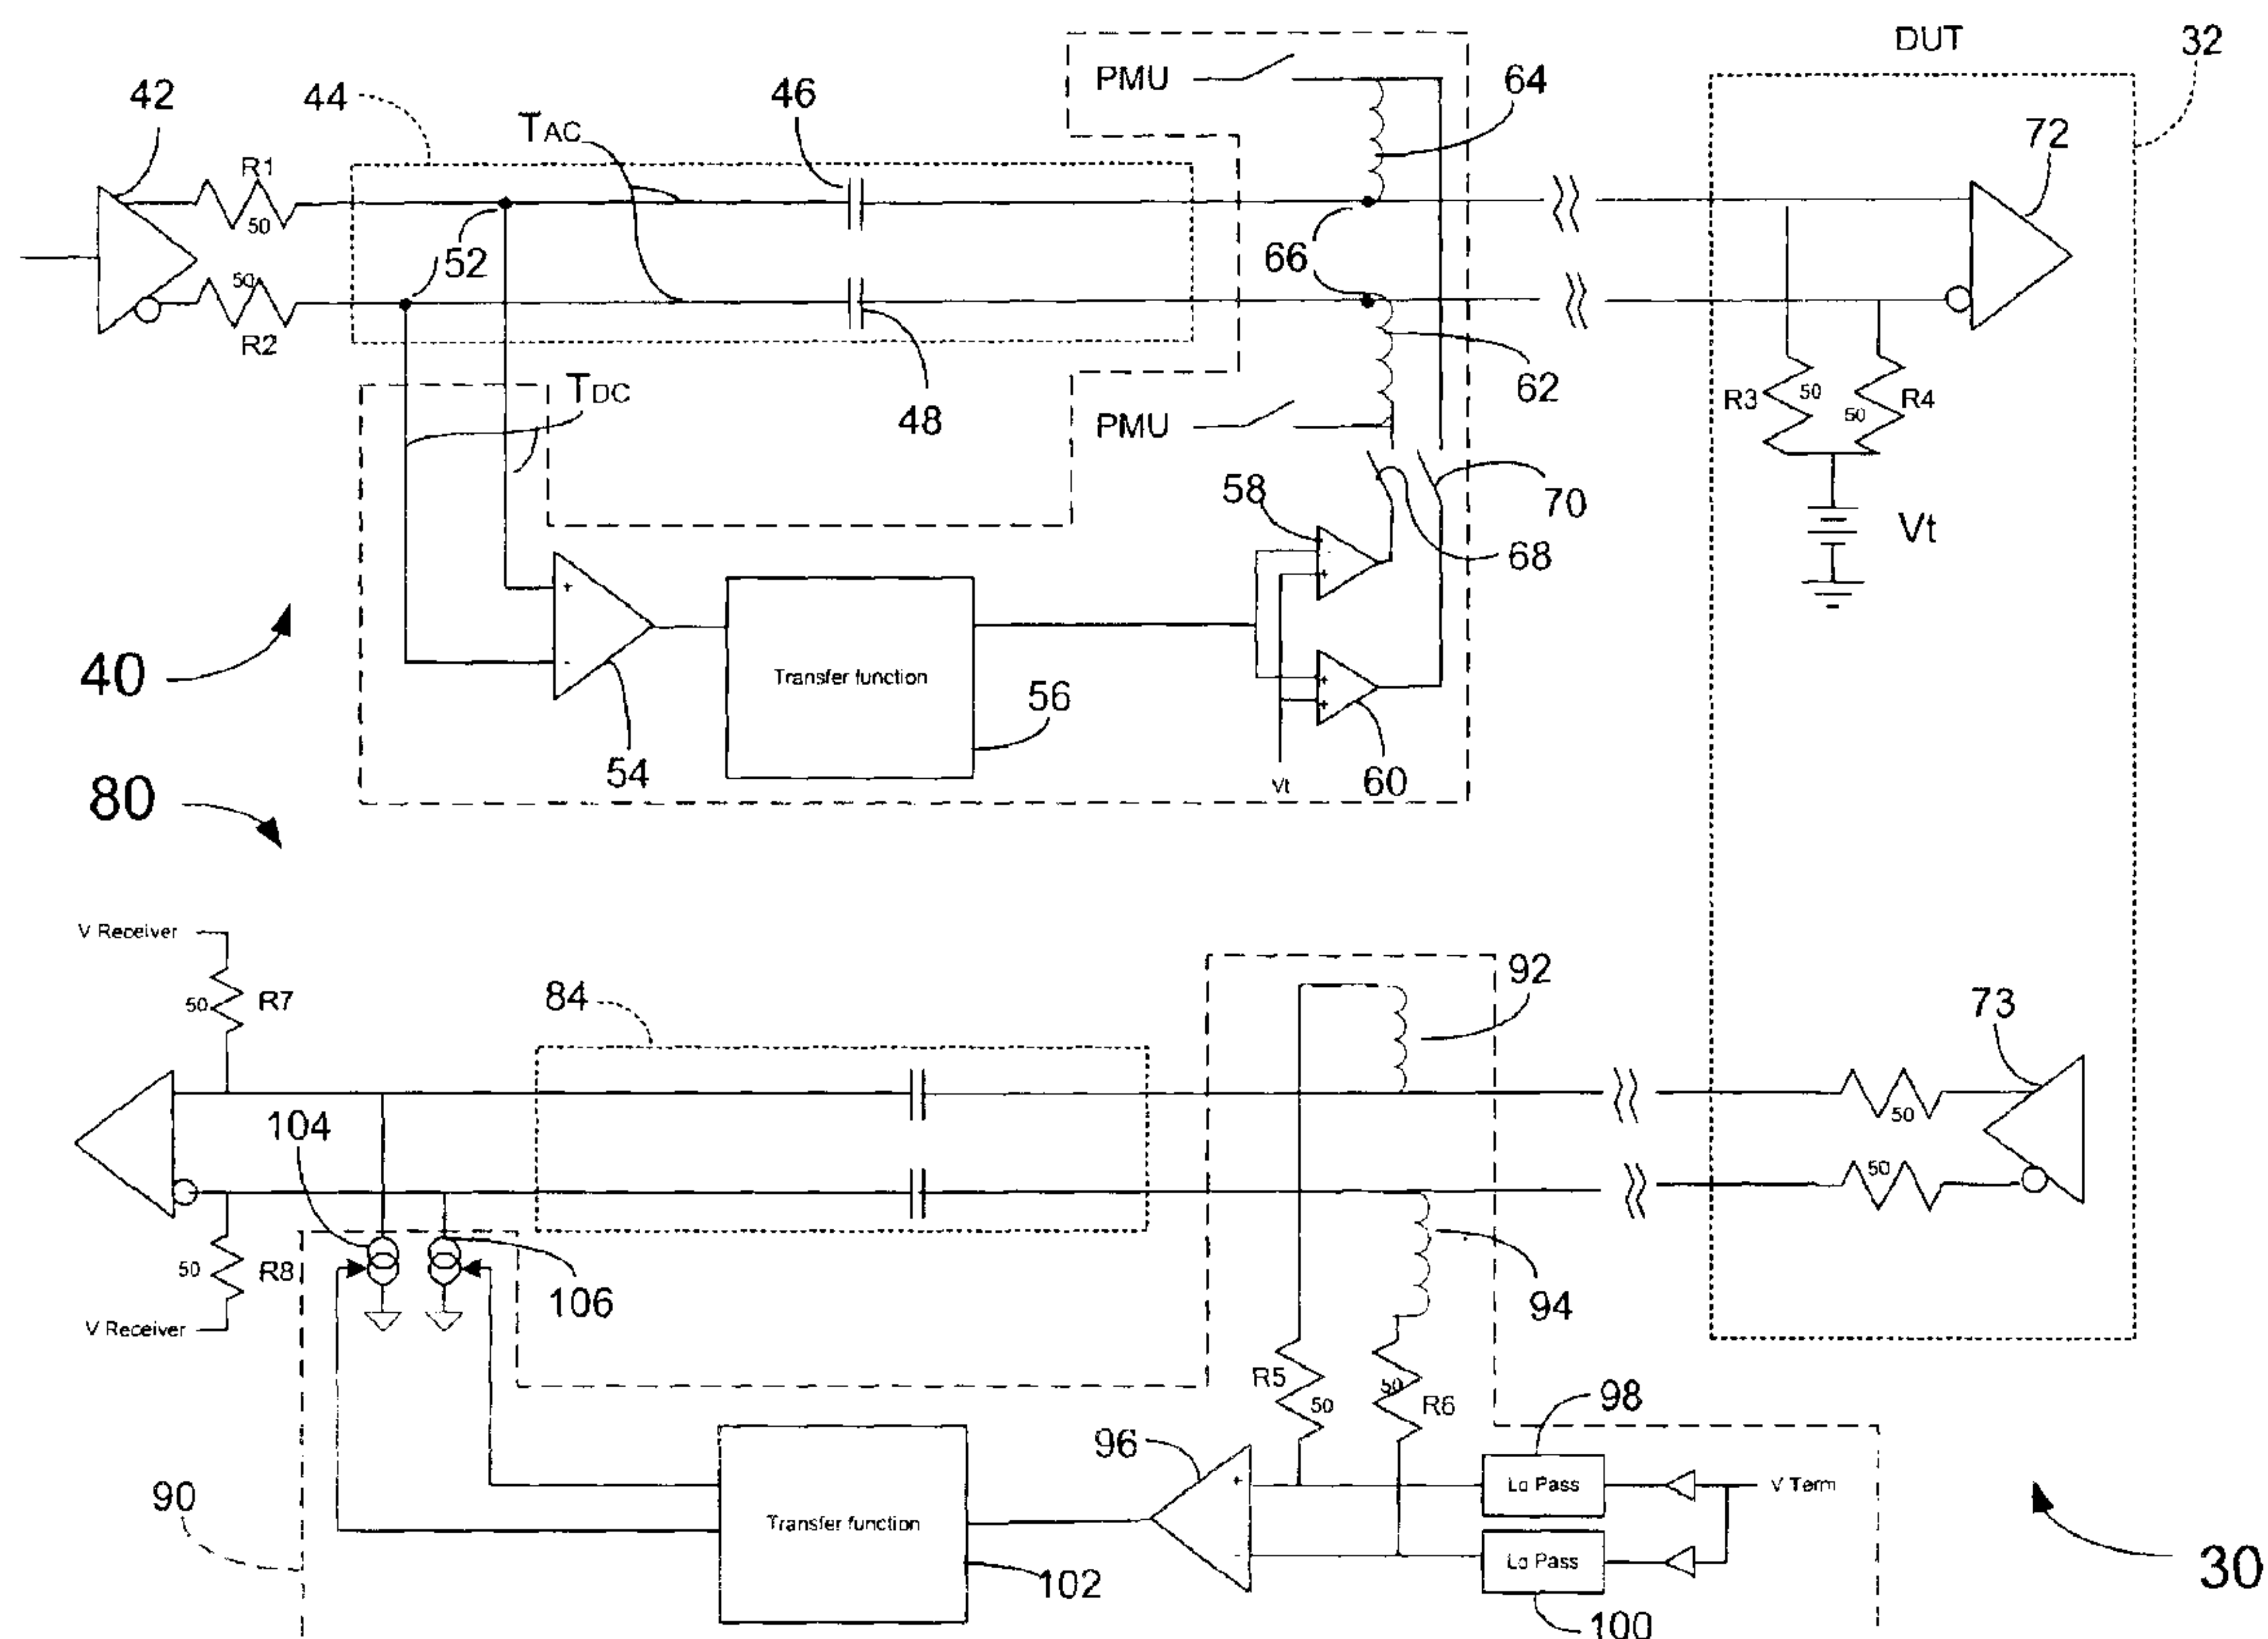 DUT
32
PMU
64
42
44
46
TAC
72
R1
50
52
66
50
R2
62
TDC
48
PMU
R3
50
50
R4
58
70
Vt
68
+
-
-
+
40
Transfer function
56
+
+
54
60
Vt
80
V Receiver
92
50
R7
84
73
104
50
50
50
R8
106
94
V Receiver
R5
50
50
R6
98
96
+
Lo Pass
V Term
90
Transfer function
-
Lo Pass
102
30
100